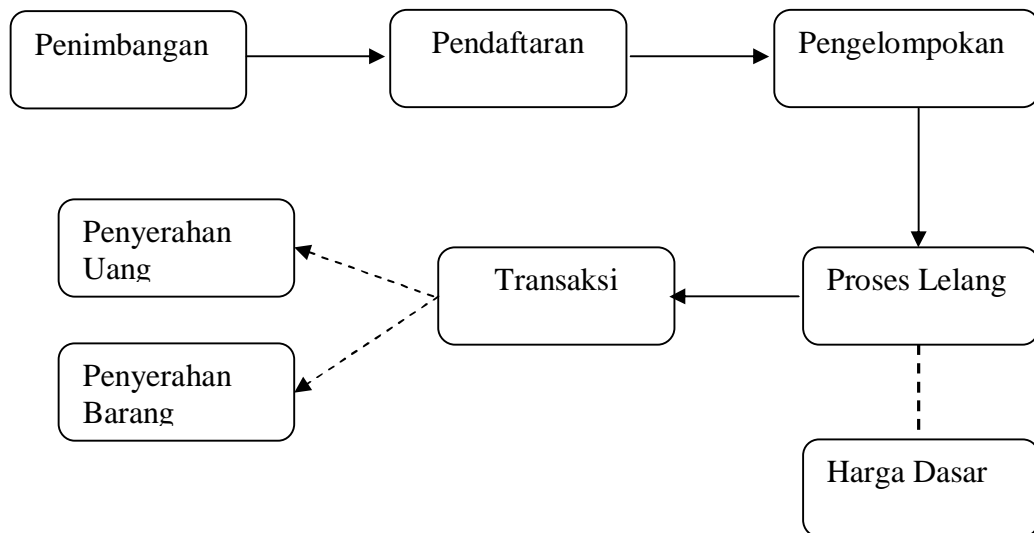 Penimbangan
Pendaftaran
Pengelompokan
Penyerahan
Uang
Transaksi
Proses Lelang
Penyerahan
Barang
Harga Dasar